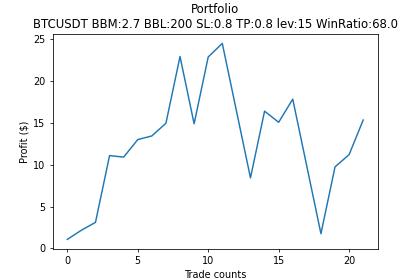 Portfolio
BTCUSDT BBM:2.7 BBL:200 SL:0.8 TP:0.8 lev:15 WinRatio:68.0
25
20
15
10
5
0
Profit ($)
0 5 10 15 20
Trade counts